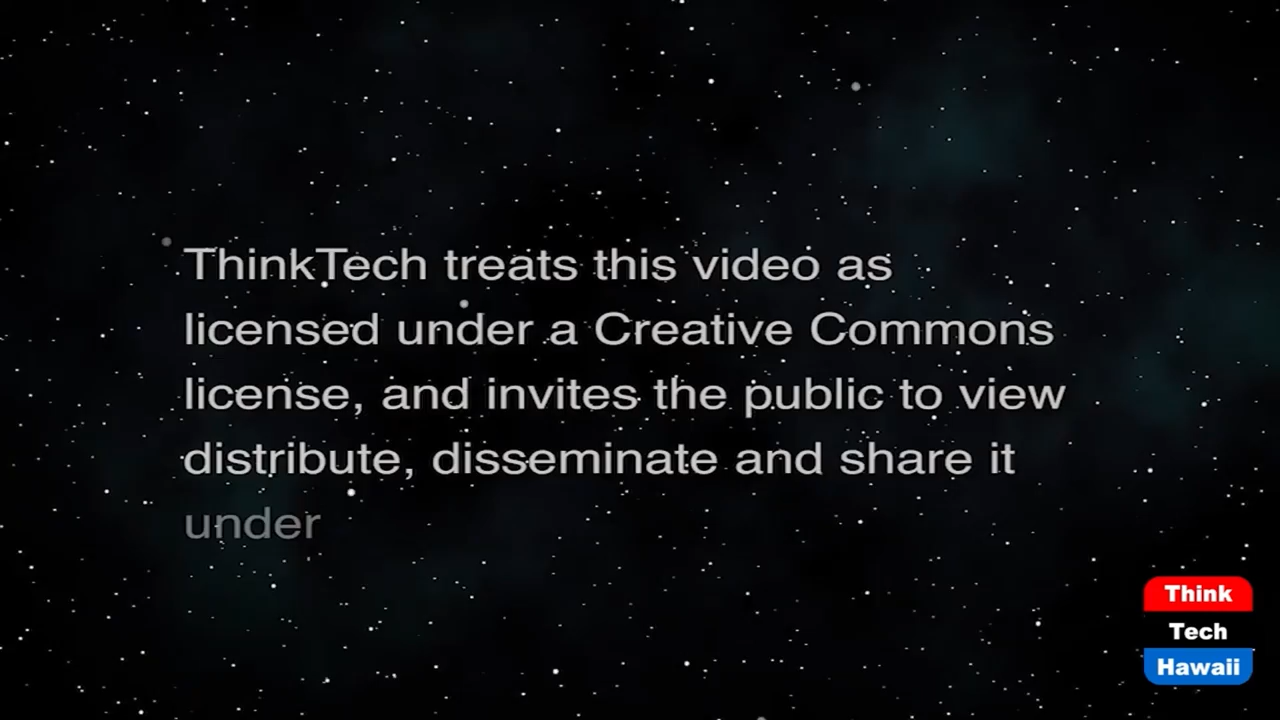 ThinkTech treats this video as
licensed under a Creative Commons
license, and invites the public to view
distribute, disseminate and share it
under
Think
Tech
Hawaii